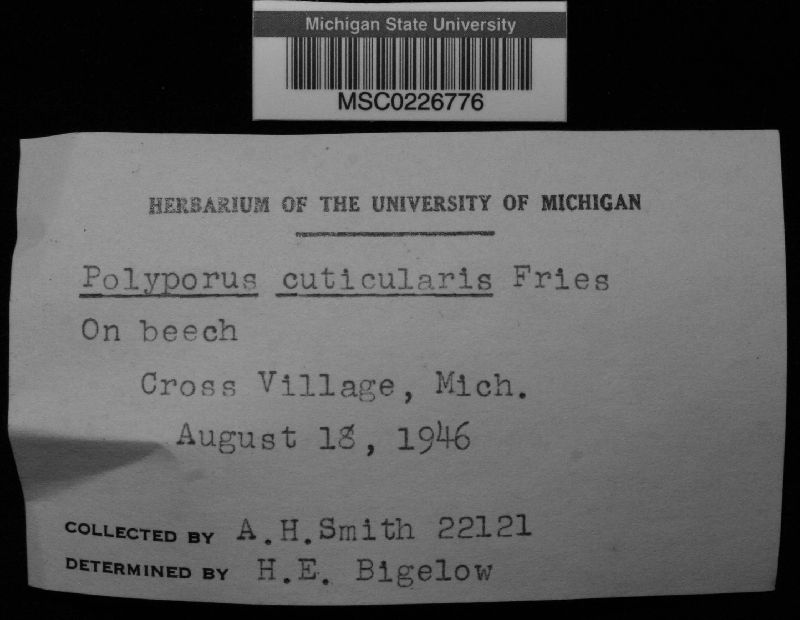 Michigan State University
MSC0226776
HERBARIUM OF THE UNIVERSITY OF MICHIGAN
Polyporus cuticularis Fries
On beech
Cross Village, Mich.
August 18, 1946
COLLECTED BY A.H.Smith 22121
DETERMINED BY H.E. Bigelow